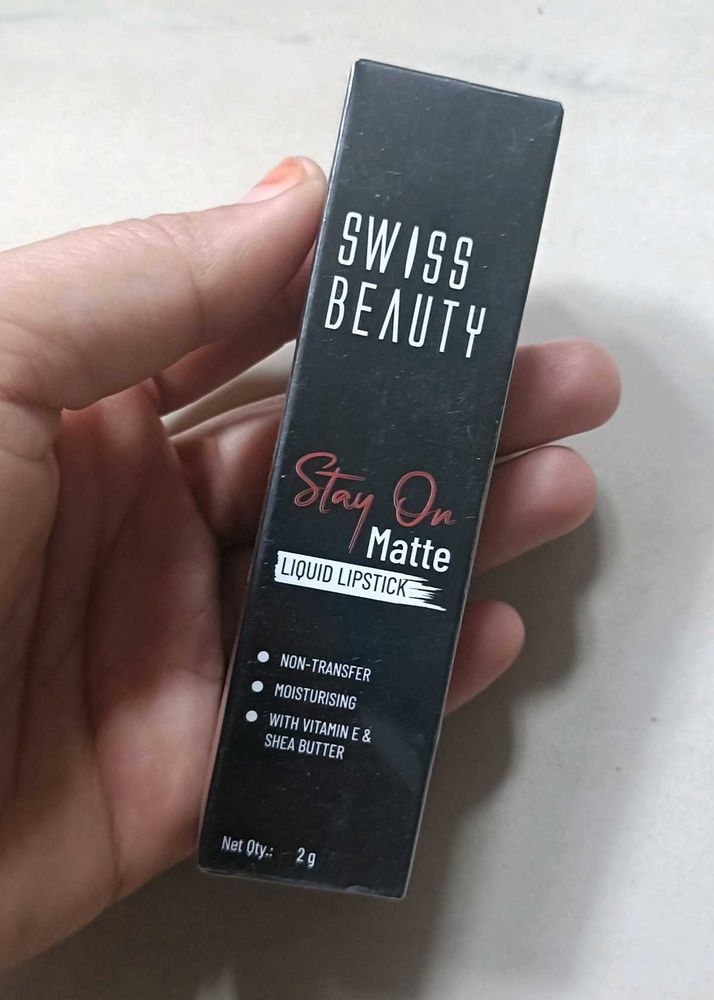 SWISS
BEAUTY
Stay On
Matte
LIQUID LIPSTICK
NON-TRANSFER
MOISTURISING
WITH VITAMIN E &
SHEA BUTTER
Net Qty.: 2 g